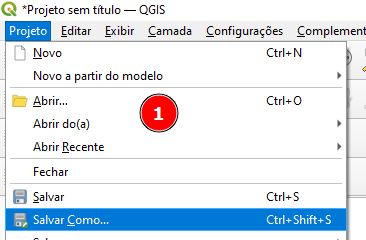 *Projeto sem título — QGIS
Projeto Editar Exibir Camada Configurações Complement
Novo Ctrl+N
Novo a partir do modelo
Abrir... Ctrl+O
Abrir do(a)
1
Abrir Recente
Fechar
Salvar Ctrl+S
Salvar Como... Ctrl+Shift+S